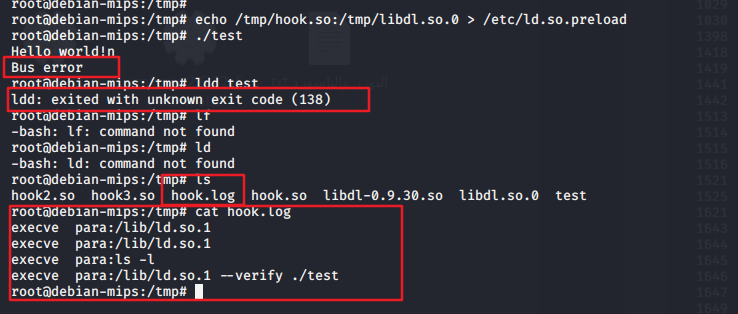 root@debian-mips:/tmp#
root@debian-mips:/tmp# echo /tmp/hook.so:/tmp/libdl.so.0 > /etc/ld.so.preload
root@debian-mips:/tmp# ./test
Hello world!n
Bus error
root@debian-mips:/tmp# ldd test
ldd: exited with unknown exit code (138)
root@debian-mips:/tmp# lf
-bash: lf: command not found
root@debian-mips:/tmp# ld
-bash: ld: command not found
root@debian-mips:/tmp# ls
hook2.so hook3.so hook.log hook.so libdl-0.9.30.so libdl.so.0 test
root@debian-mips:/tmp# cat hook.log
execve para:/lib/ld.so.1
execve para:/lib/ld.so.1
execve para:ls -l
execve para:/lib/ld.so.1 --verify ./test
root@debian-mips:/tmp#